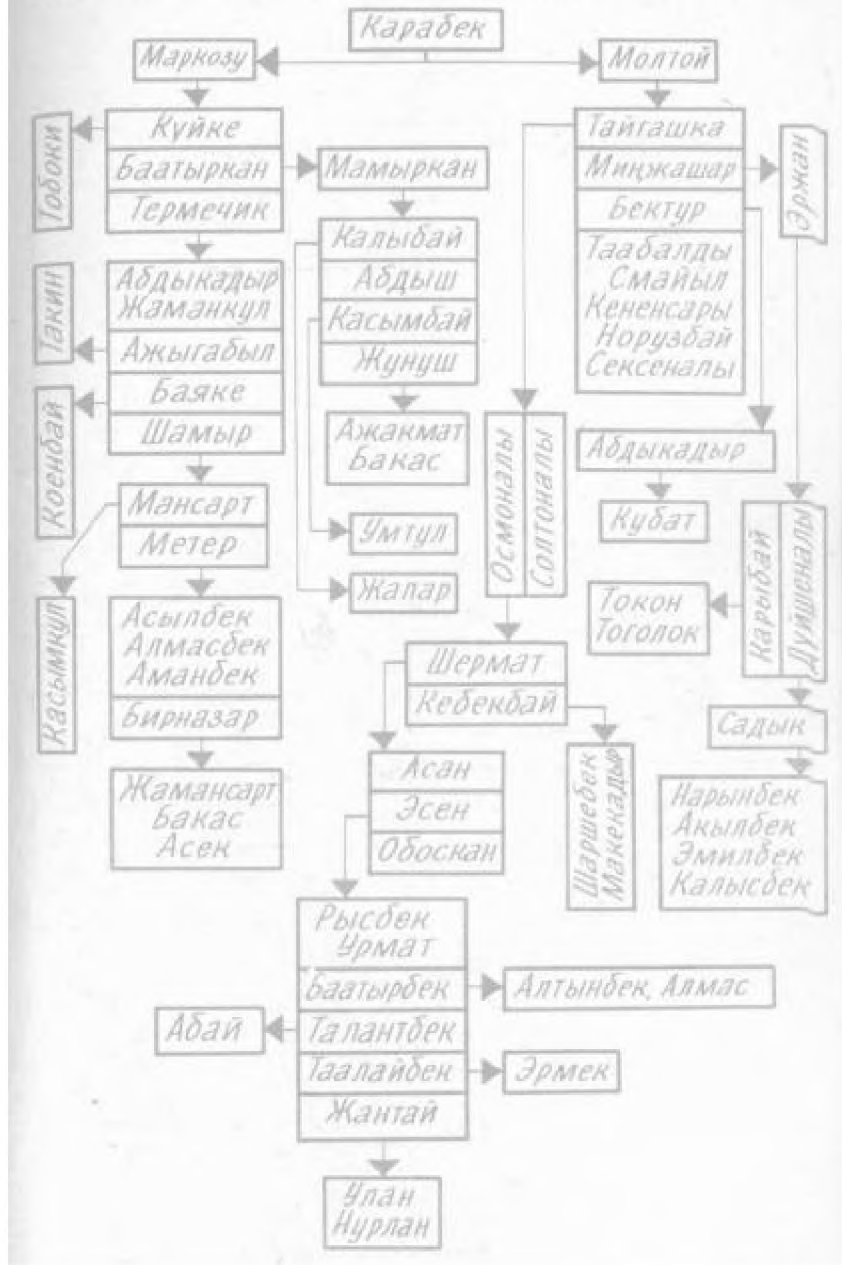 Карабек
Маркозу
Молтой
Күйке
Баатыркан
Термечик
Тобоки
Мамыркан
Калыбай
Абдыш
Касымбай
Жунуш
Ажакмат
Бакас
Умтул
Жапар
Абдыкадыр
Жаманкул
Ажыгабыл
Баяке
Шамыр
Такин
Коенбай
Мансарт
Метер
Касымкул
Асылбек
Алмасбек
Аманбек
Бирназар
Жамансарт
Бакас
Асек
Тайгашка
Миңжашар
Бектур
Таабалды
Смайыл
Кененсары
Норузбай
Сексеналы
Эржан
Осмоналы
Солтоналы
Абдыкадыр
Кубат
Карыбай
Дуйшеналы
Токон
Тоголок
Шермат
Кебекбай
Садык
Асан
Эсен
Обоскан
Шаршебек
Макекадыр
Нарынбек
Акылбек
Эмилбек
Калысбек
Рысбек
Урмат
Баатырбек
Талантбек
Таалайбек
Жантай
Алтынбек, Алмас
Абай
Эрмек
Улан
Нурлан